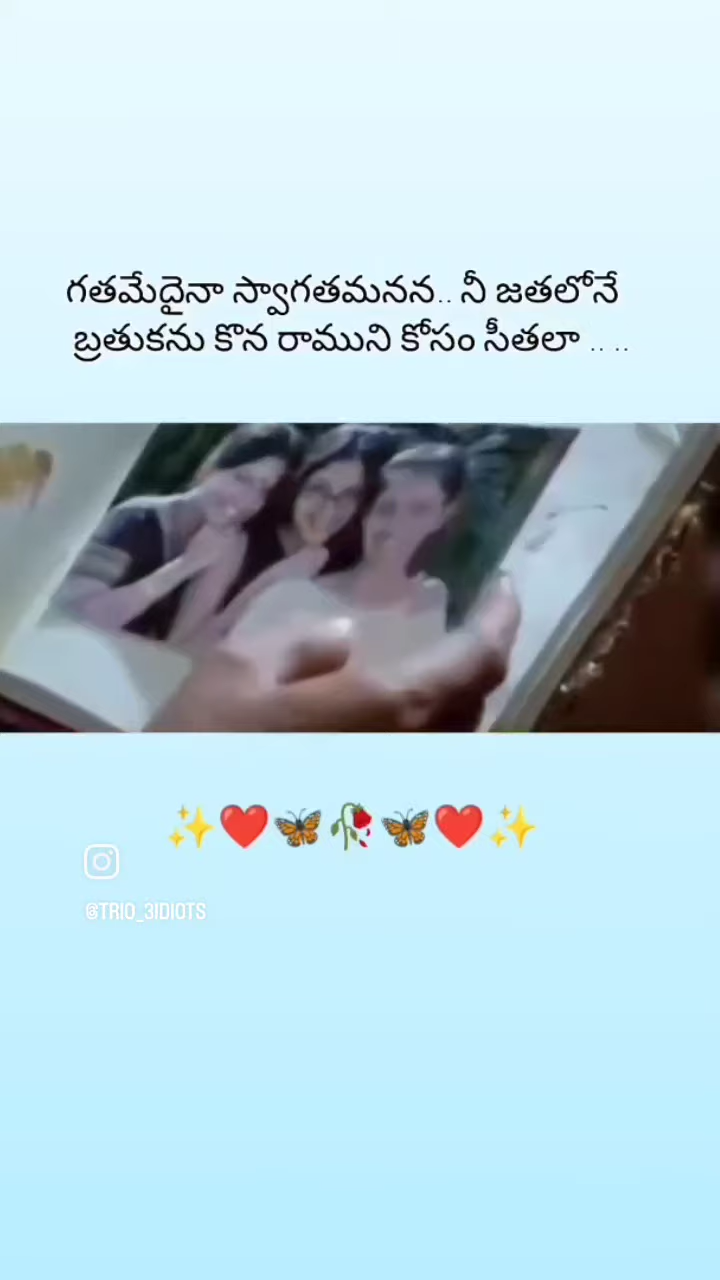 గతమేదైనా స్వాగతమనన.. నీ జతలోనే
బ్రతుకను కొన రాముని కోసం సీతలా .. ..
@TRIO_3IDIOTS